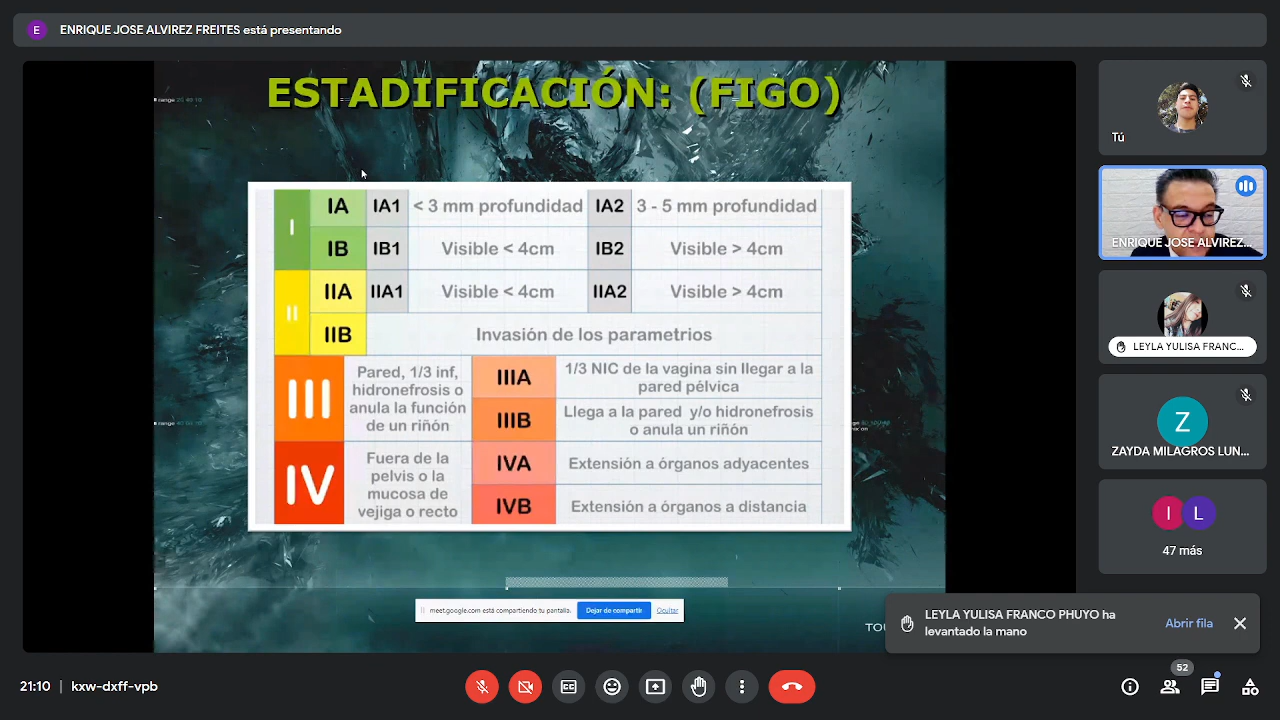 E ENRIQUE JOSE ALVIREZ FREITES está presentando
ESTADIFICACIÓN: (FIGO)
I IA IA1 < 3 mm profundidad IA2 3 - 5 mm profundidad
IB IB1 Visible < 4cm IB2 Visible > 4cm
II IIA IIA1 Visible < 4cm IIA2 Visible > 4cm
IIB Invasión de los parametrios
III
Pared, 1/3 inf,
hidronefrosis o
anula la función
de un riñón
IIIA
1/3 NIC de la vagina sin llegar a la
pared pélvica
IIIB
Llega a la pared y/o hidronefrosis
o anula un riñón
IV
Fuera de la
pelvis o la
mucosa de
vejiga o recto
IVA Extensión a órganos adyacentes
IVB Extensión a órganos a distancia
meet.google.com está compartiendo tu pantalla. Dejar de compartir Ocultar
Tú
ENRIQUE JOSE ALVIREZ...
LEYLA YULISA FRANC...
Z
ZAYDA MILAGROS LUN...
I L
47 más
LEYLA YULISA FRANCO PHUYO ha
levantado la mano
Abrir fila
21:10 | kxw-dxff-vpb
52